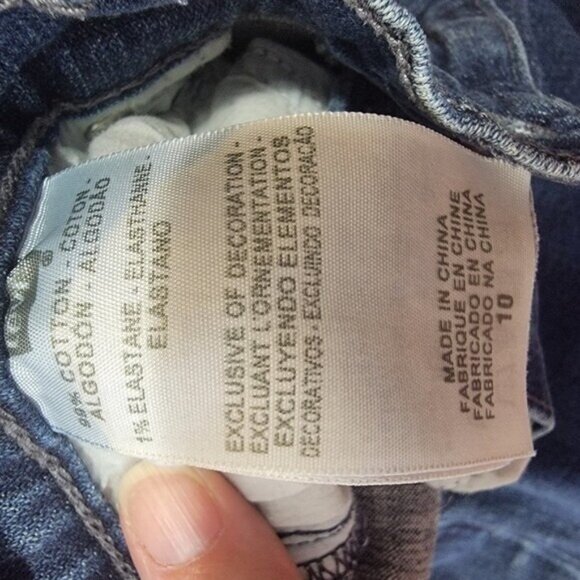 99% COTTON - COTON -
ALGODÓN - ALGODÃO
1% ELASTANE - ELASTHANNE -
ELASTANO
EXCLUSIVE OF DECORATION -
EXCLUANT L'ORNEMENTATION -
EXCLUYENDO ELEMENTOS
DECORATIVOS - EXCLUINDO DECORAÇÃO
MADE IN CHINA
FABRIQUE EN CHINE
FABRICADO EN CHINA
FABRICADO NA CHINA
10